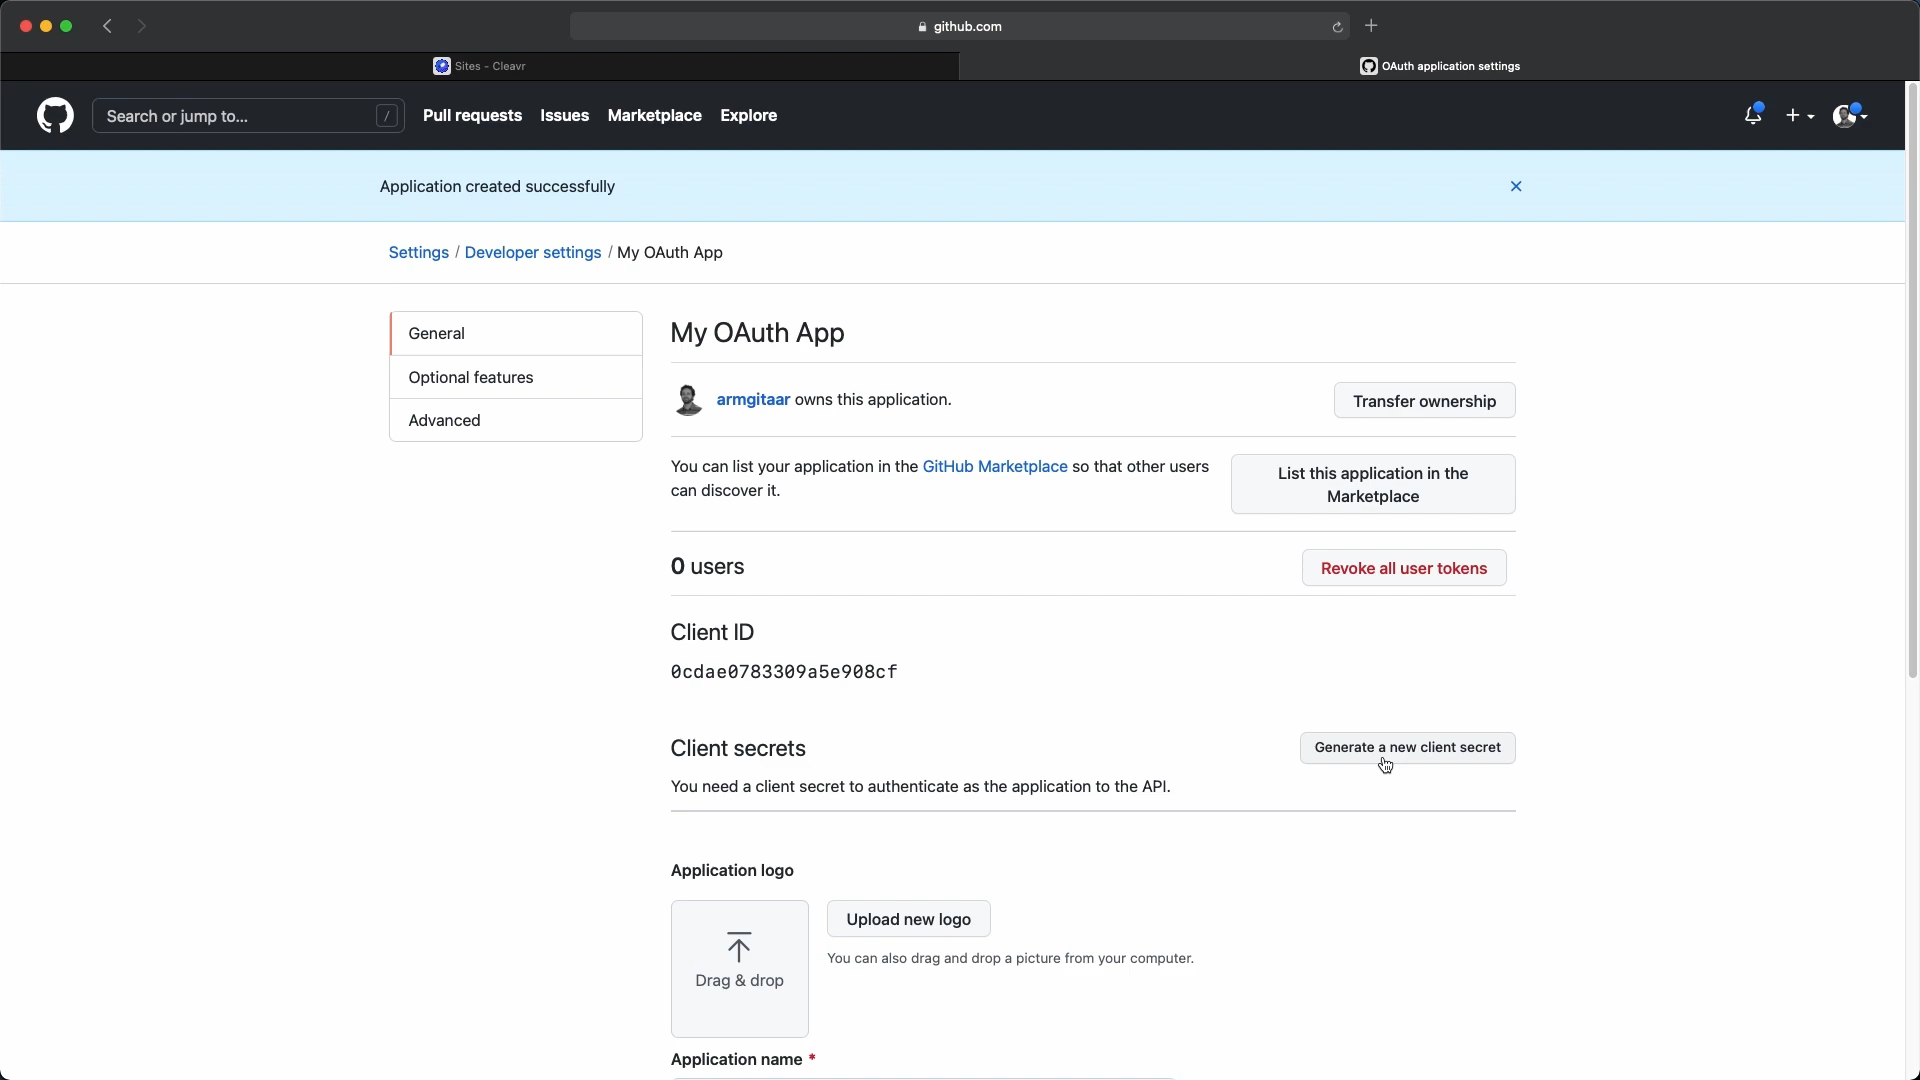 github.com
Sites - Cleavr
OAuth application settings
Search or jump to...
/
Pull requests
Issues
Marketplace
Explore
Application created successfully
Settings / Developer settings / My OAuth App
General
Optional features
Advanced
My OAuth App
armgitaar owns this application.
Transfer ownership
You can list your application in the GitHub Marketplace so that other users
can discover it.
List this application in the
Marketplace
0 users
Revoke all user tokens
Client ID
0cdae0783309a5e908cf
Client secrets
Generate a new client secret
You need a client secret to authenticate as the application to the API.
Application logo
Drag & drop
Upload new logo
You can also drag and drop a picture from your computer.
Application name *